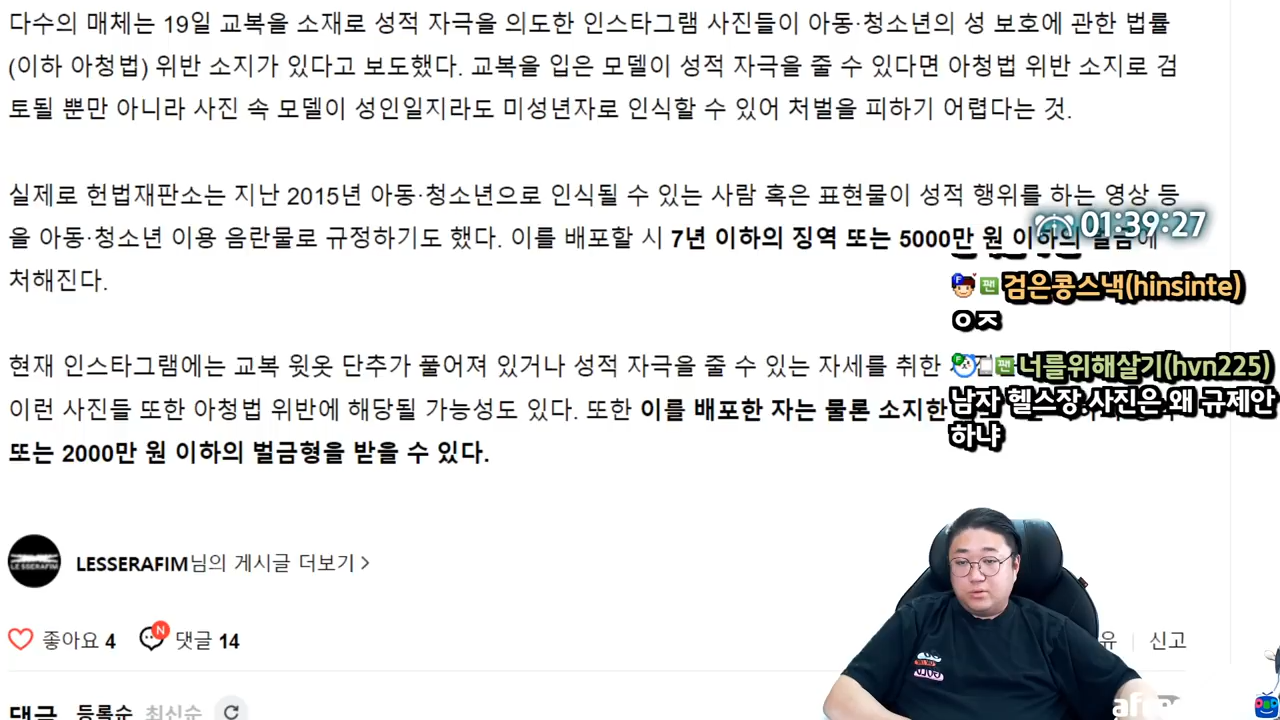 다수의 매체는 19일 교복을 소재로 성적 자극을 의도한 인스타그램 사진들이 아동·청소년의 성 보호에 관한 법률
(이하 아청법) 위반 소지가 있다고 보도했다. 교복을 입은 모델이 성적 자극을 줄 수 있다면 아청법 위반 소지로 검
토될 뿐만 아니라 사진 속 모델이 성인일지라도 미성년자로 인식할 수 있어 처벌을 피하기 어렵다는 것.
실제로 헌법재판소는 지난 2015년 아동·청소년으로 인식될 수 있는 사람 혹은 표현물이 성적 행위를 하는 영상 등
을 아동·청소년 이용 음란물로 규정하기도 했다. 이를 배포할 시 7년 이하의 징역 또는 5000만 원 이하의 벌금에
처해진다.
01:39:27
현재 인스타그램에는 교복 윗옷 단추가 풀어져 있거나 성적 자극을 줄 수 있는 자세를 취한
이런 사진들 또한 아청법 위반에 해당될 가능성도 있다. 또한 이를 배포한 자는 물론 소지한
또는 2000만 원 이하의 벌금형을 받을 수 있다.
팬 검은콩스낵(hinsinte)
ㅇㅈ
팬 너를위해살기(hvn225)
남자 헬스장 사진은 왜 규제안
하냐
LE SSERAFIM
LESSERAFIM님의 게시글 더보기 >
좋아요 4 댓글 14
유 신고
댓글 등록순 최신순